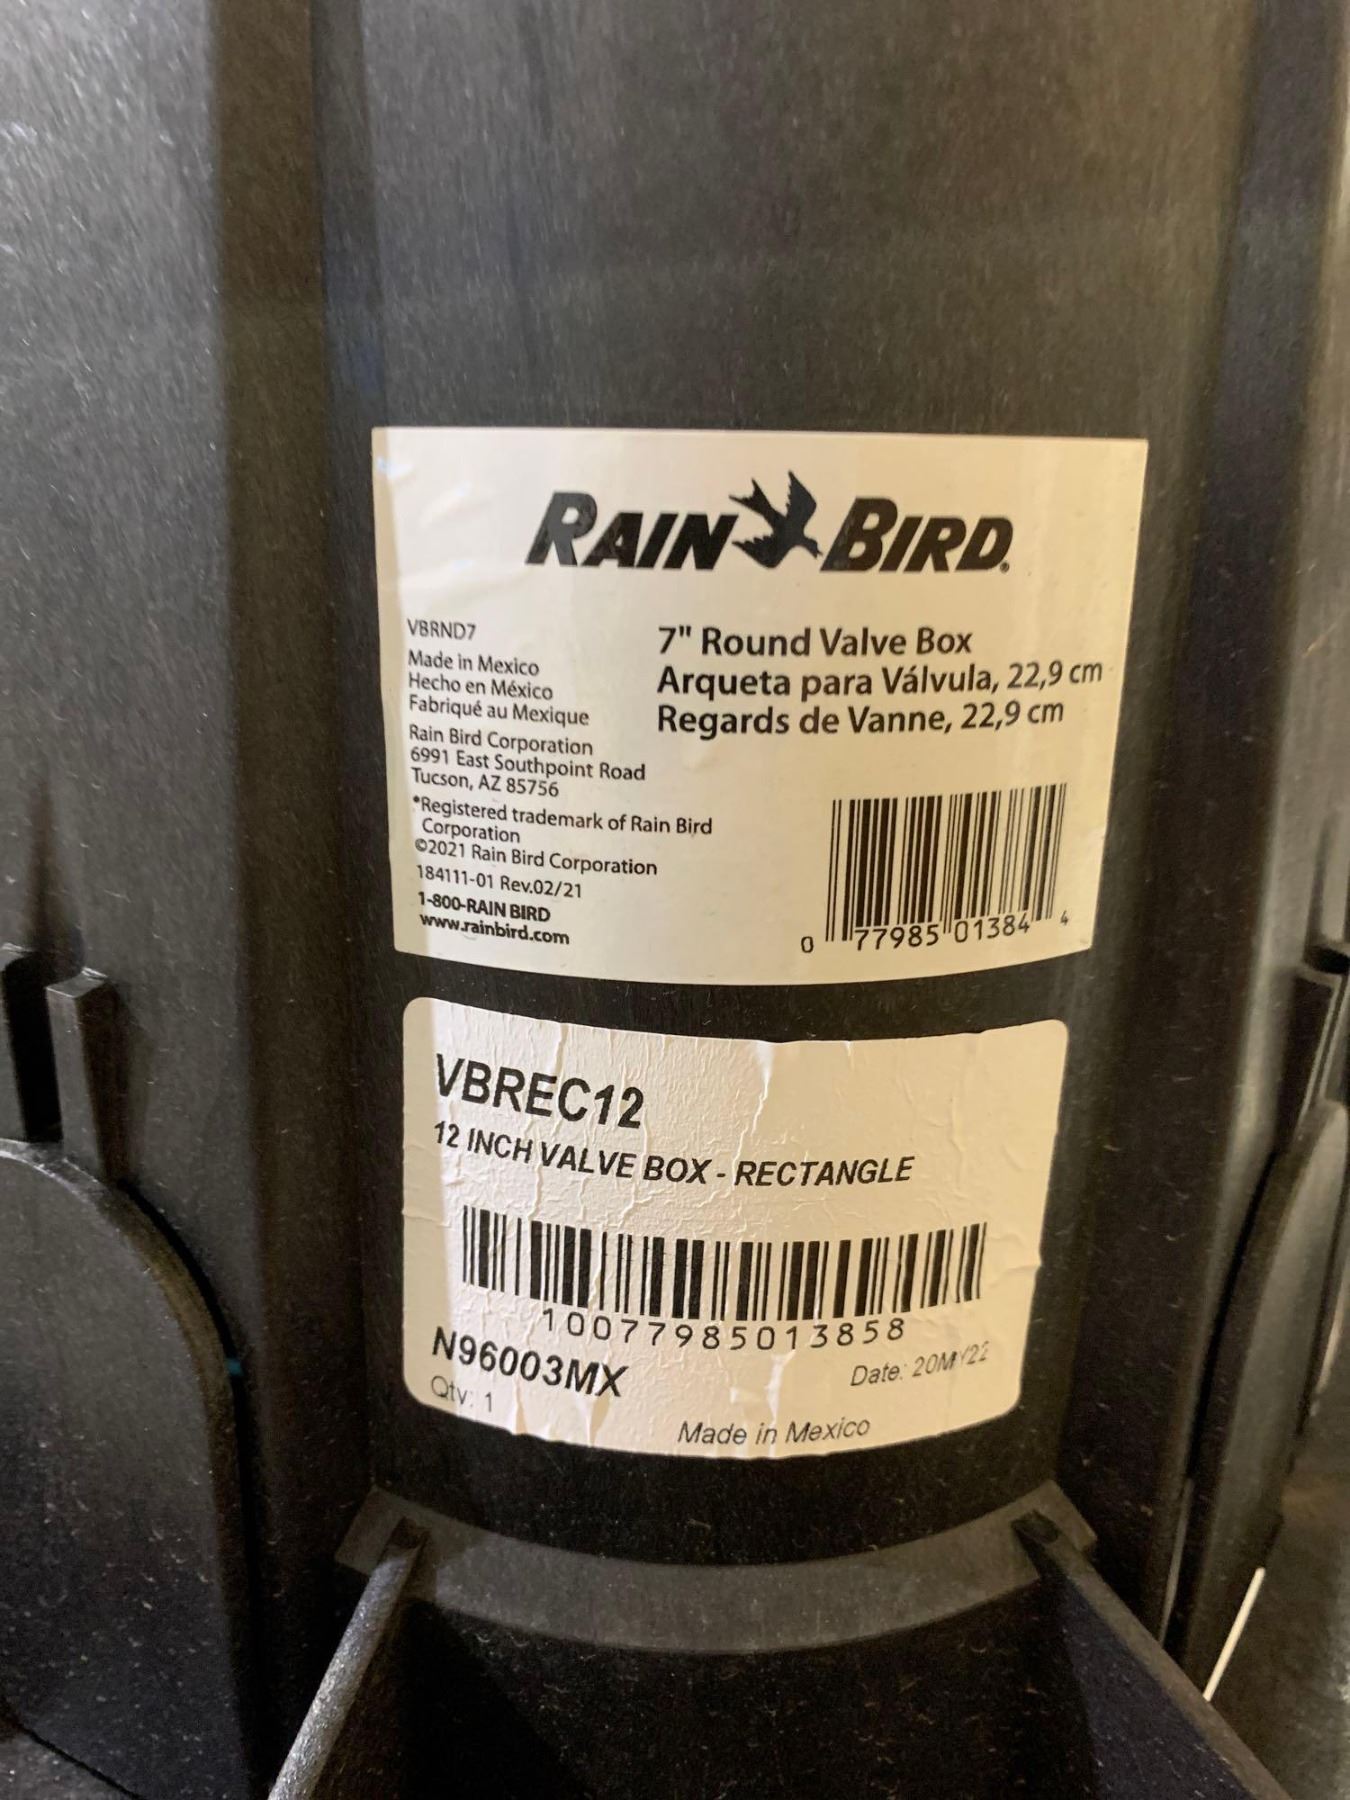 RAIN BIRD®
VBRND7
Made in Mexico
Hecho en México
Fabriqué au Mexique
Rain Bird Corporation
6991 East Southpoint Road
Tucson, AZ 85756
®Registered trademark of Rain Bird
Corporation
©2021 Rain Bird Corporation
184111-01 Rev.02/21
1-800-RAIN BIRD
www.rainbird.com
7" Round Valve Box
Arqueta para Válvula, 22,9 cm
Regards de Vanne, 22,9 cm
0 77985 01384 4
VBREC12
12 INCH VALVE BOX - RECTANGLE
10077985013858
N96003MX
Date: 20MY22
Qty: 1
Made in Mexico